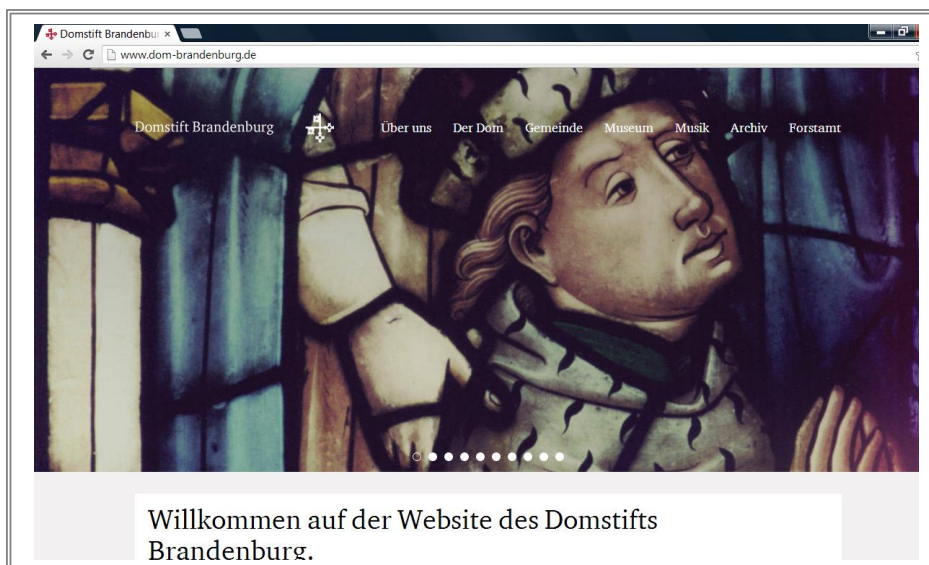 Domstift Brandenbur
www.dom-brandenburg.de
Domstift Brandenburg Über uns Der Dom Gemeinde Museum Musik Archiv Forstamt
Willkommen auf der Website des Domstifts
Brandenburg.